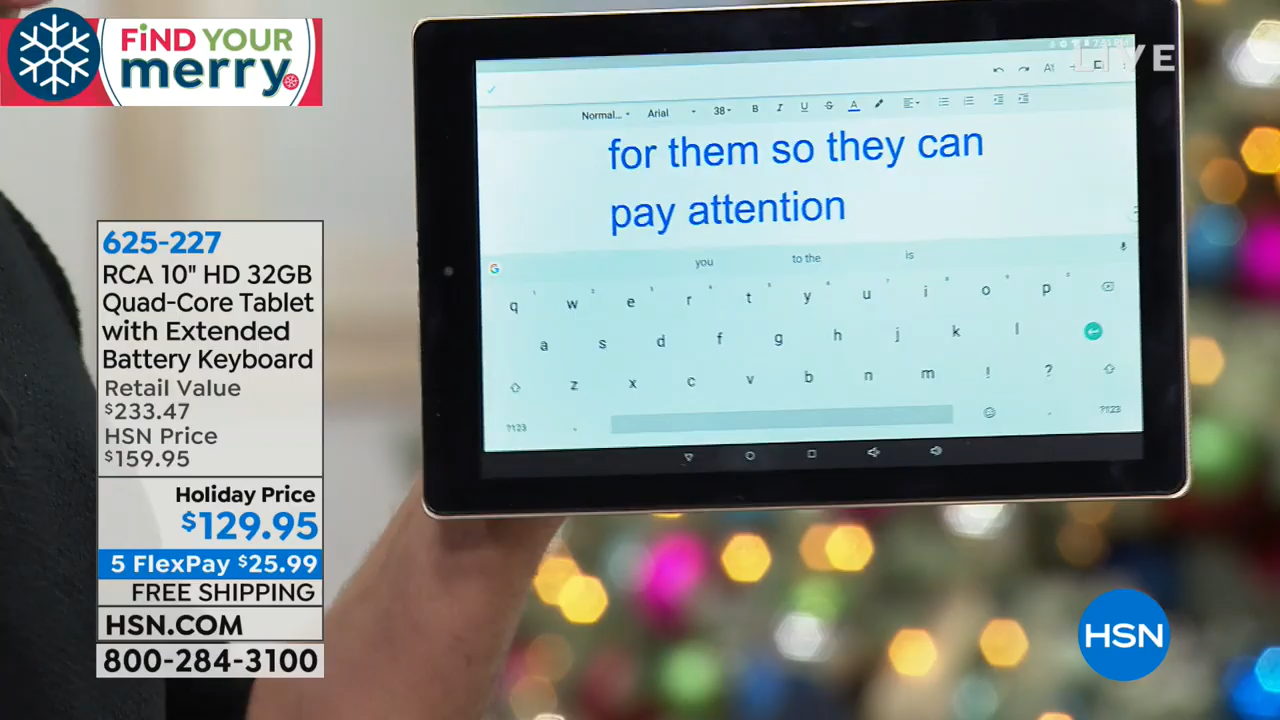 FiND YOUR
merry
LIVE
625-227
RCA 10" HD 32GB
Quad-Core Tablet
with Extended
Battery Keyboard
Retail Value
$233.47
HSN Price
$159.95
Holiday Price
$129.95
5 FlexPay $25.99
FREE SHIPPING
HSN.COM
800-284-3100
Normal... Arial 38 B I U S A
for them so they can
pay attention
G you to the is
q w e r t y u i o p
a s d f g h j k l
z x c v b n m ! ?
?123 , . ?123
HSN